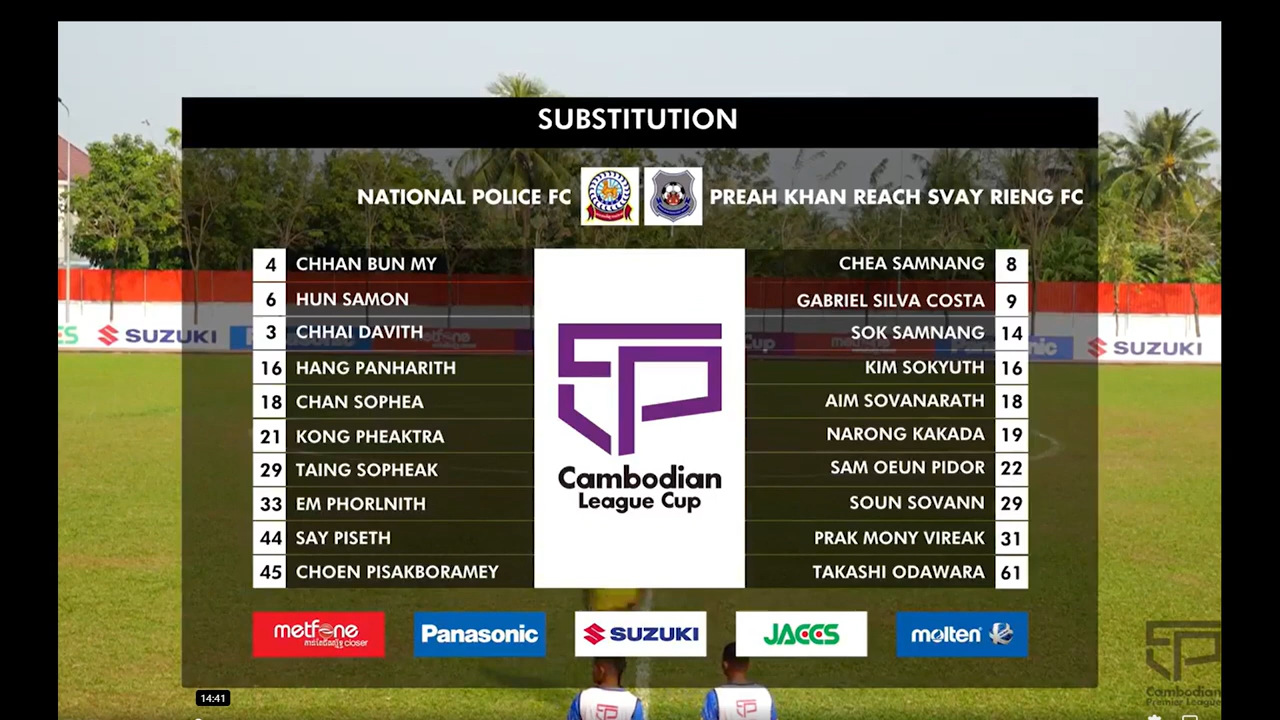 SUBSTITUTION
NATIONAL POLICE FC
PREAH KHAN REACH SVAY RIENG FC
4 CHHAN BUN MY
6 HUN SAMON
3 CHHAI DAVITH
16 HANG PANHARITH
18 CHAN SOPHEA
21 KONG PHEAKTRA
29 TAING SOPHEAK
33 EM PHORLNITH
44 SAY PISETH
45 CHOEN PISAKBORAMEY
Cambodian
League Cup
CHEA SAMNANG 8
GABRIEL SILVA COSTA 9
SOK SAMNANG 14
KIM SOKYUTH 16
AIM SOVANARATH 18
NARONG KAKADA 19
SAM OEUN PIDOR 22
SOUN SOVANN 29
PRAK MONY VIREAK 31
TAKASHI ODAWARA 61
SUZUKI
SUZUKI
metfone
closer
Panasonic
SUZUKI
JACCS
molten
14:41
Cambodian
Premier League